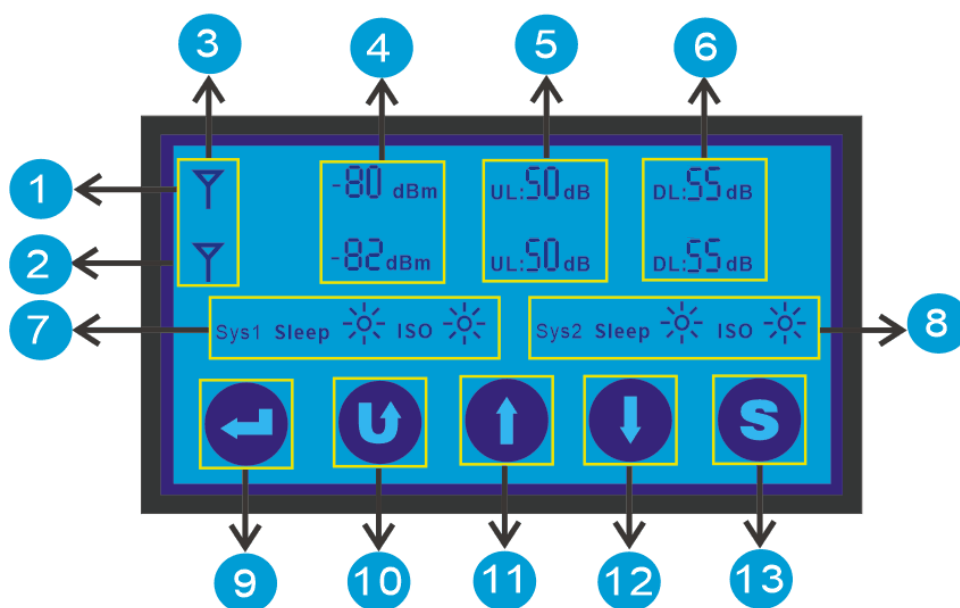 3 4 5 6
1 -80 dBm UL:50dB DL:55dB
2 -82dBm UL:50dB DL:55dB
7 Sys1 Sleep ISO Sys2 Sleep ISO 8
U S
9 10 11 12 13